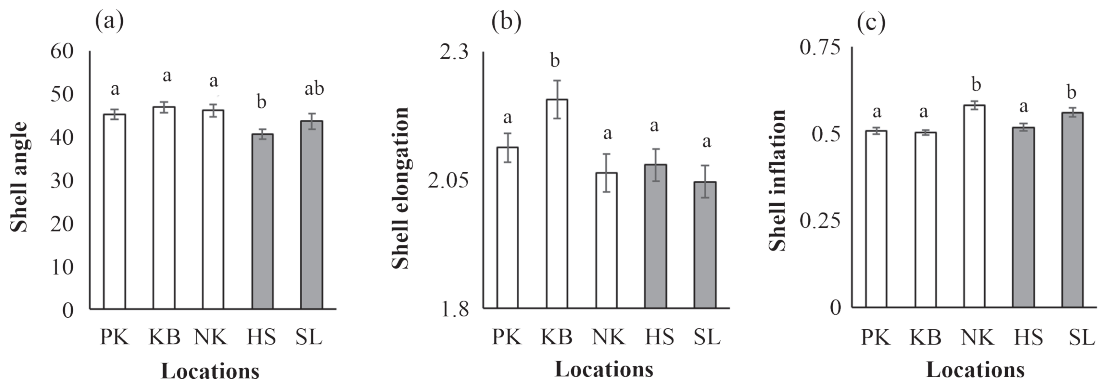 (a)
Shell angle
60
50
40
30
20
10
0
a
a
a
b
ab
PK KB NK HS SL
Locations
(b)
Shell elongation
2.3
2.05
1.8
a
b
a
a
a
PK KB NK HS SL
Locations
(c)
Shell inflation
0.75
0.5
0.25
0
a
a
b
a
b
PK KB NK HS SL
Locations